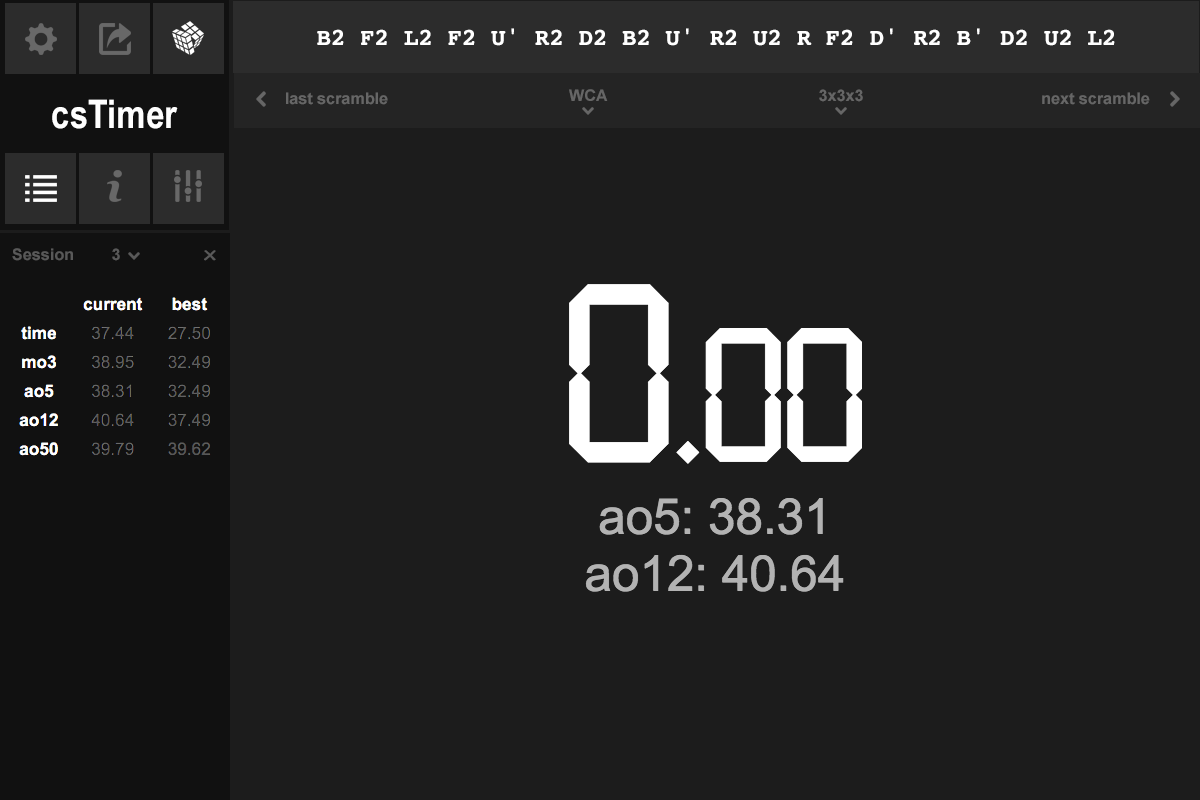 B2 F2 L2 F2 U' R2 D2 B2 U' R2 U2 R F2 D' R2 B' D2 U2 L2
csTimer
last scramble WCA 3x3x3 next scramble
i
Session 3 ×
current best
time 37.44 27.50
mo3 38.95 32.49
ao5 38.31 32.49
ao12 40.64 37.49
ao50 39.79 39.62
0.00
ao5: 38.31
ao12: 40.64